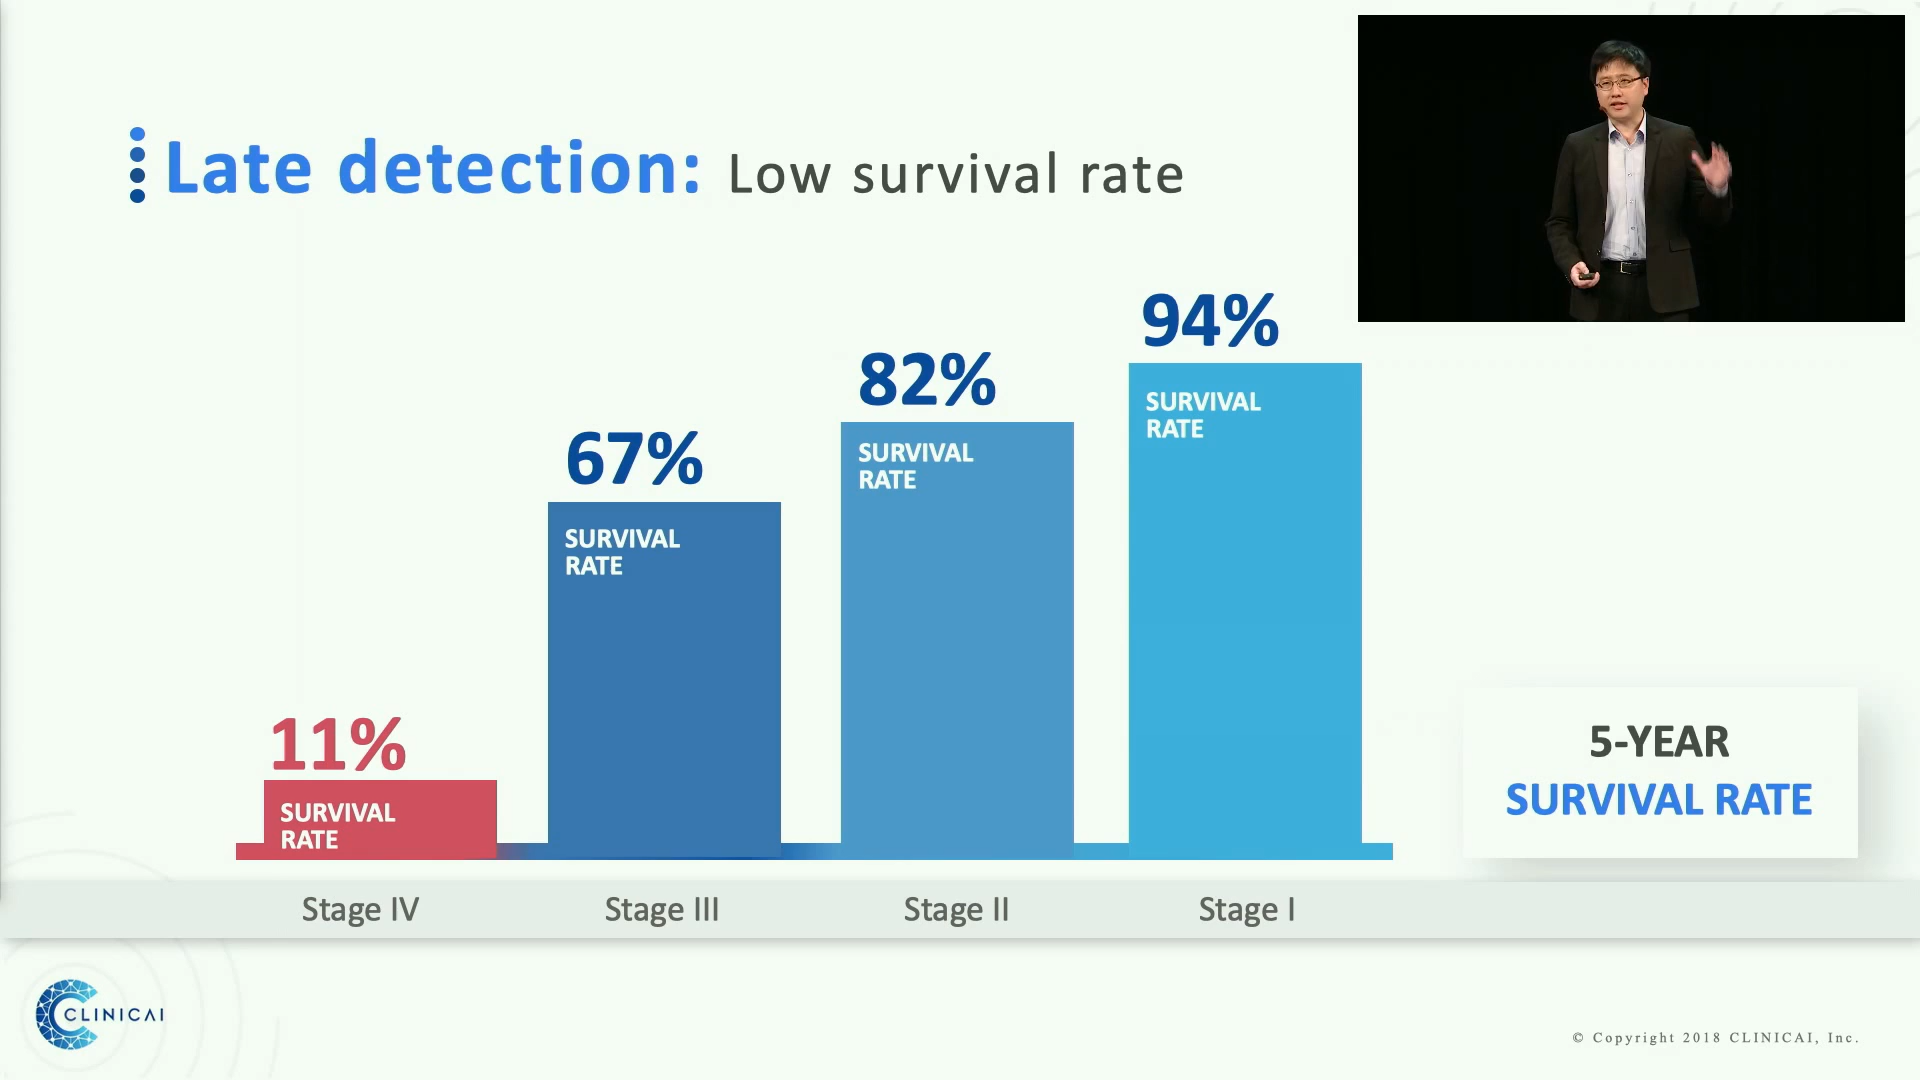 Late detection: Low survival rate
94%
SURVIVAL
RATE
82%
SURVIVAL
RATE
67%
SURVIVAL
RATE
11%
SURVIVAL
RATE
5-YEAR
SURVIVAL RATE
Stage IV
Stage III
Stage II
Stage I
CLINICAI
© Copyright 2018 CLINICAI, Inc.